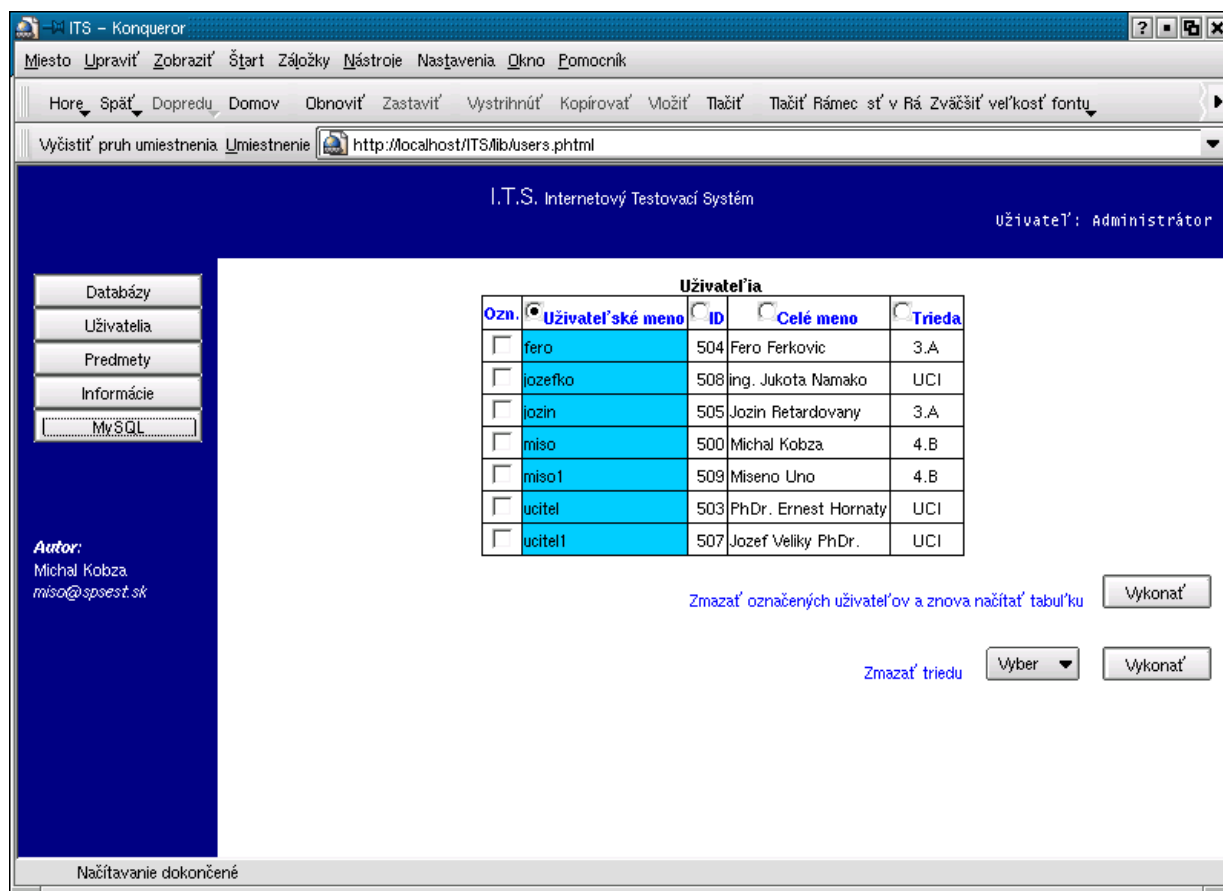 ITS – Konqueror
Miesto Upraviť Zobraziť Štart Záložky Nástroje Nastavenia Okno Pomocník
Hore Späť Dopredu Domov Obnoviť Zastaviť Vystrihnúť Kopírovať Vložiť Tlačiť Tlačiť Rámec sť v Rá Zväčšiť veľkosť fontu
Vyčistiť pruh umiestnenia Umiestnenie http://localhost/ITS/lib/users.phtml
I.T.S. Internetový Testovací Systém
Uživateľ: Administrátor
Databázy
Uživatelia
Predmety
Informácie
MySQL
Autor:
Michal Kobza
miso@spsest.sk
Uživateľia
Ozn. Uživateľské meno ID Celé meno Trieda
fero 504 Fero Ferkovic 3.A
jozefko 508 ing. Jukota Namako UCI
jozin 505 Jozin Retardovany 3.A
miso 500 Michal Kobza 4.B
miso1 509 Miseno Uno 4.B
ucitel 503 PhDr. Ernest Hornaty UCI
ucitel1 507 Jozef Veliky PhDr. UCI
Zmazať označených uživateľov a znova načítať tabuľku Vykonať
Zmazať triedu Vyber Vykonať
Načítavanie dokončené